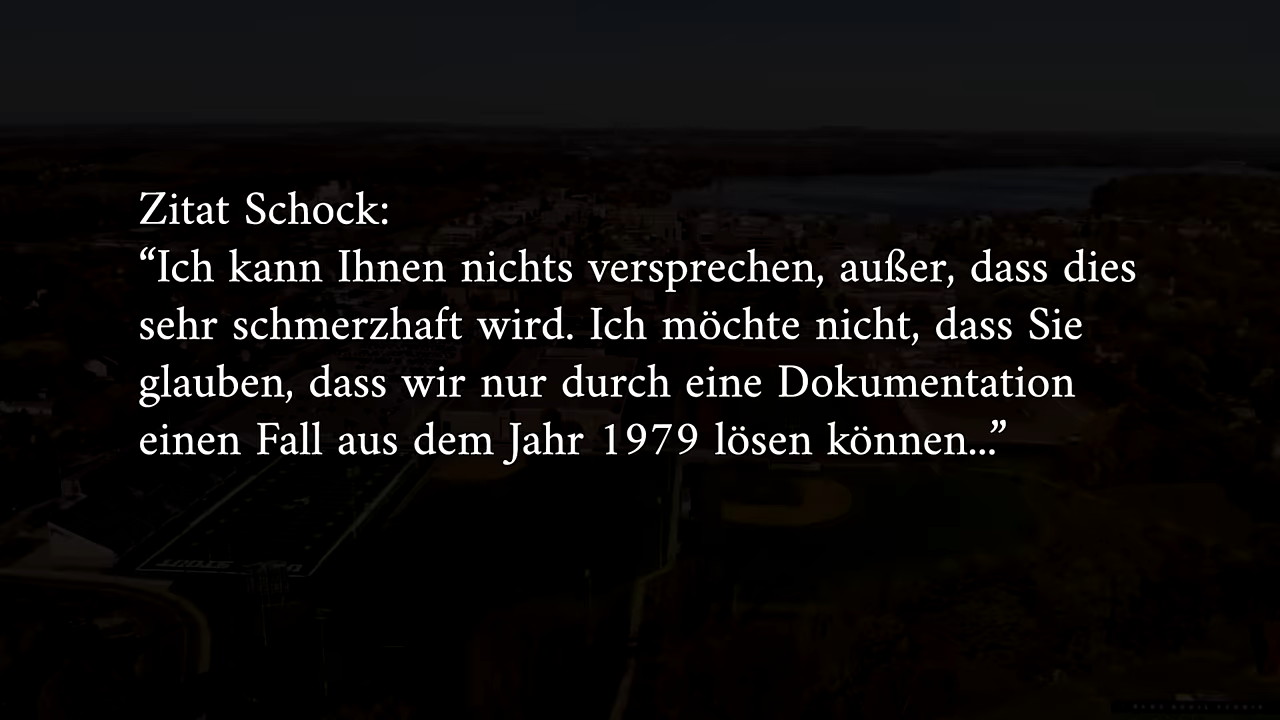 Zitat Schock:
“Ich kann Ihnen nichts versprechen, außer, dass dies
sehr schmerzhaft wird. Ich möchte nicht, dass Sie
glauben, dass wir nur durch eine Dokumentation
einen Fall aus dem Jahr 1979 lösen können...”